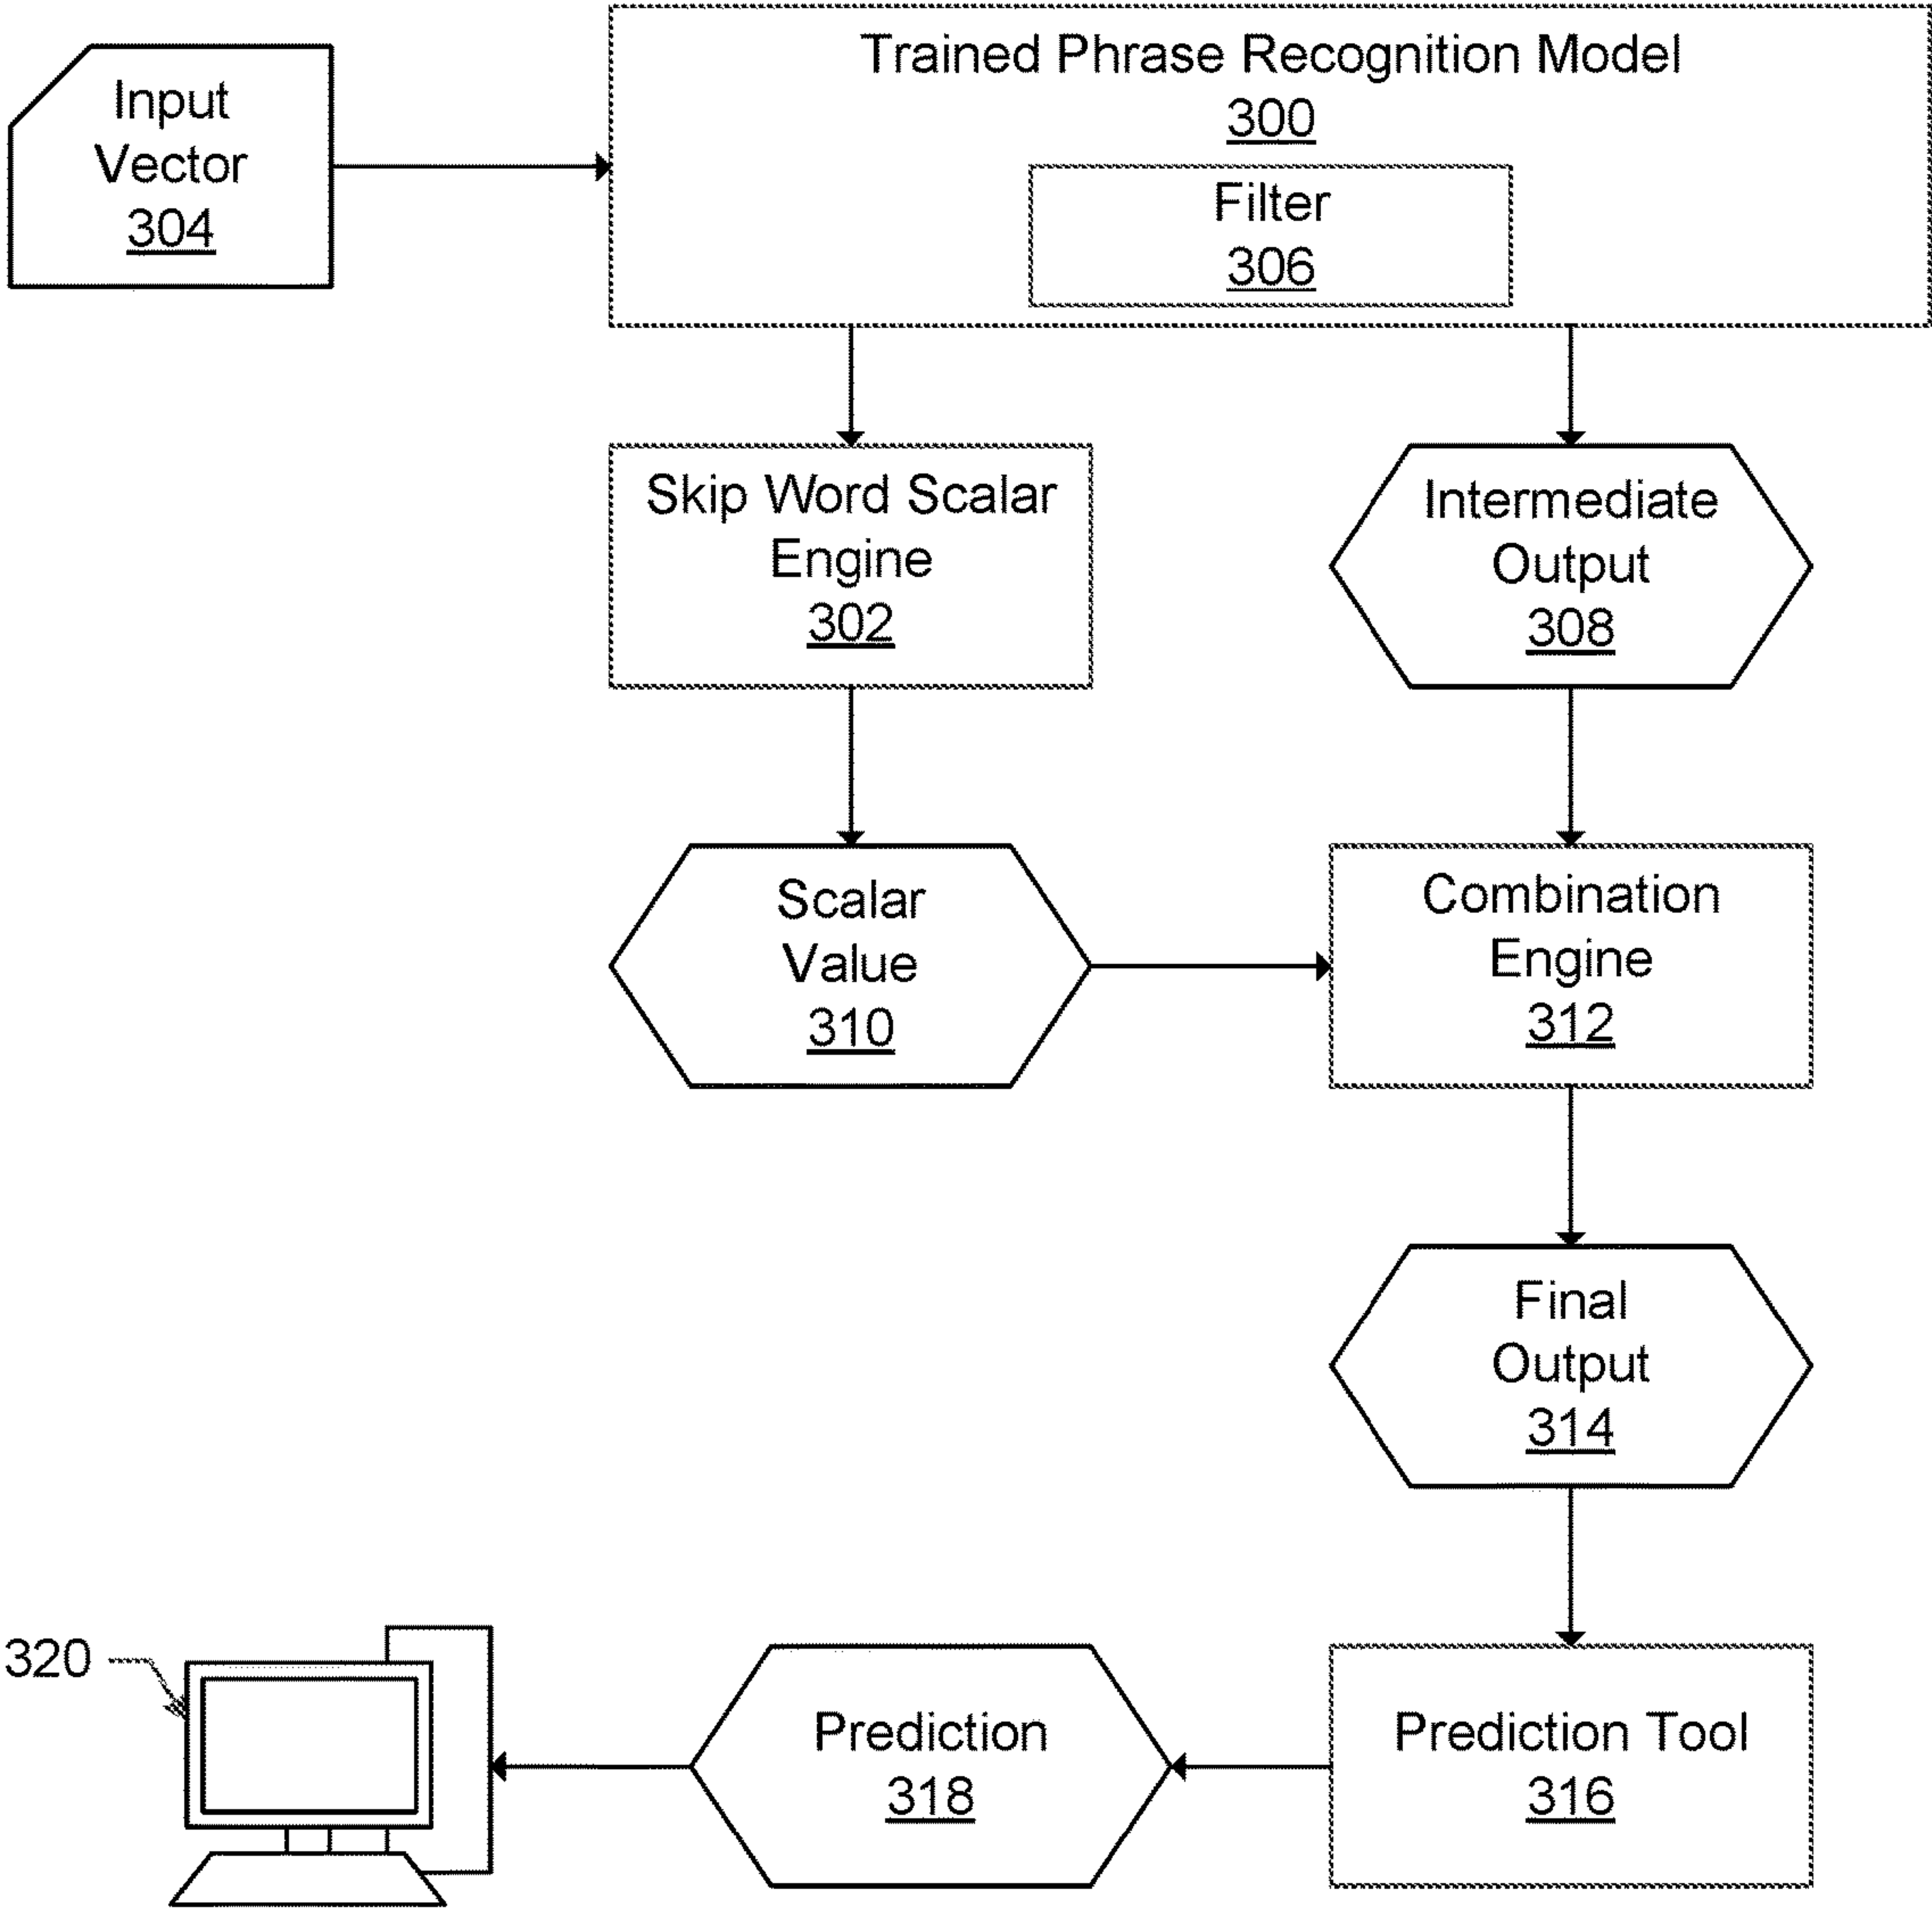 Input
Vector
304
Trained Phrase Recognition Model
300
Filter
306
Skip Word Scalar
Engine
302
Intermediate
Output
308
Scalar
Value
310
Combination
Engine
312
Final
Output
314
320
Prediction
318
Prediction Tool
316